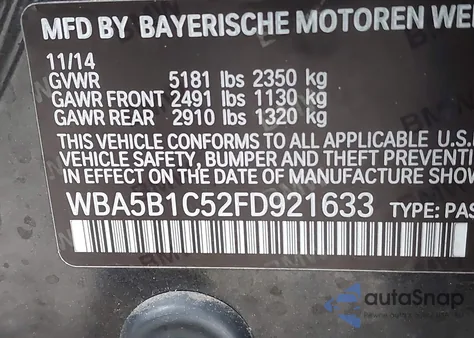 MFD BY BAYERISCHE MOTOREN WE
11/14
GVWR 5181 lbs 2350 kg
GAWR FRONT 2491 lbs 1130 kg
GAWR REAR 2910 lbs 1320 kg
THIS VEHICLE CONFORMS TO ALL APPLICABLE U.S.
VEHICLE SAFETY, BUMPER AND THEFT PREVENTION
IN EFFECT ON THE DATE OF MANUFACTURE SHOW
WBA5B1C52FD921633 TYPE: PAS
autoSnap